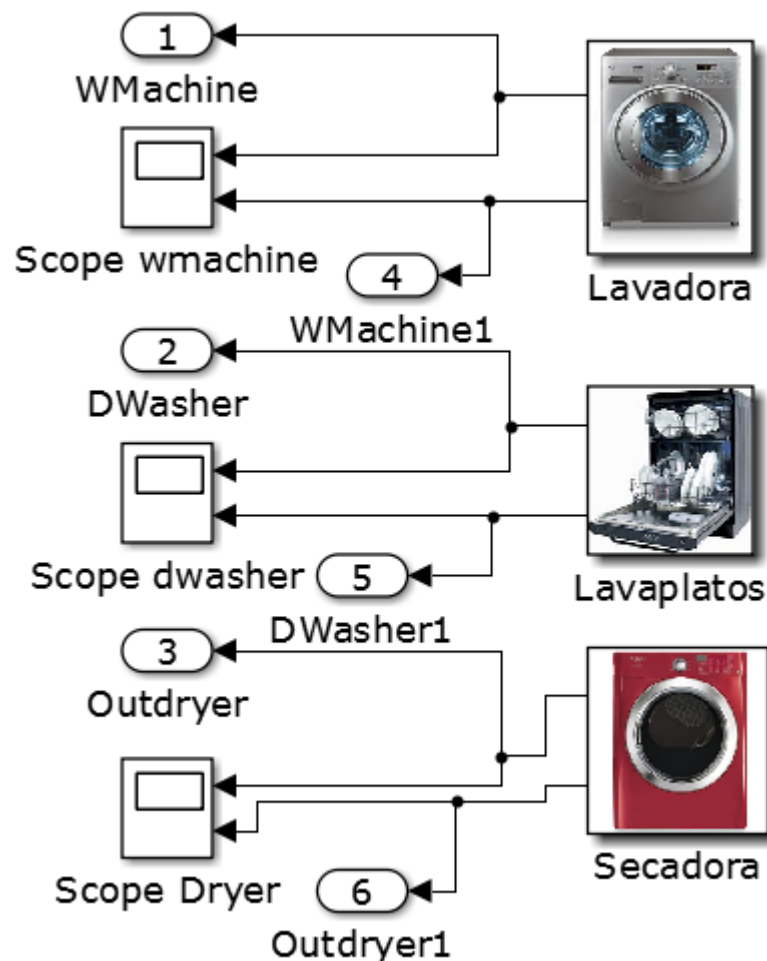 1
WMachine
Scope wmachine
4
WMachine1
Lavadora
2
DWasher
Scope dwasher
5
DWasher1
Lavaplatos
3
Outdryer
Scope Dryer
6
Outdryer1
Secadora